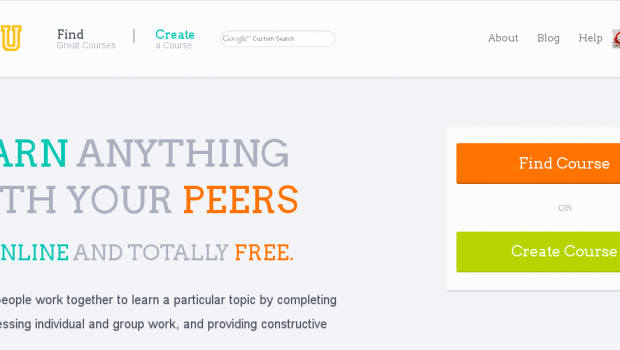 U
Find
Great Courses
Create
a Course
Google™ Custom Search
About Blog Help
ARN ANYTHING
TH YOUR PEERS
NLINE AND TOTALLY FREE.
people work together to learn a particular topic by completing
essing individual and group work, and providing constructive
Find Course
OR
Create Course